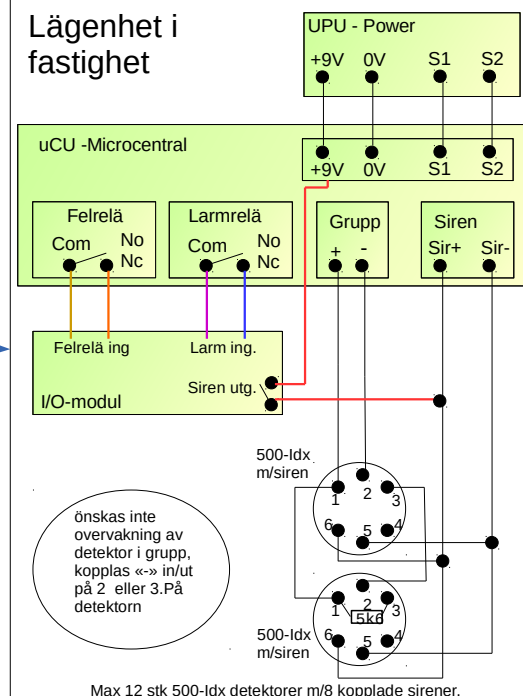 Lägenhet i
fastighet
UPU - Power
+9V 0V S1 S2
uCU -Microcentral
+9V 0V S1 S2
Felrelä
Com No
Nc
Larmrelä
Com No
Nc
Grupp
+ -
Siren
Sir+ Sir-
Felrelä ing
Larm ing.
Siren utg.
I/O-modul
500-Idx
m/siren
1 2 3
6 5 4
önskas inte
overvakning av
detektor i grupp,
kopplas «-» in/ut
på 2 eller 3.På
detektorn
1 2 3
5k6
500-Idx
m/siren
6 5 4
Max 12 stk 500-Idx detektorer m/8 kopplade sirener.